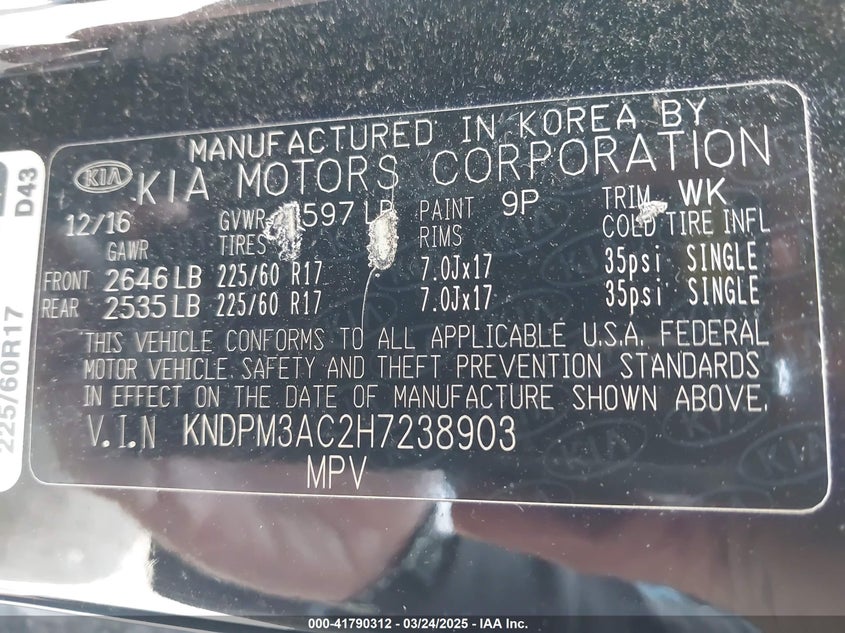 MANUFACTURED IN KOREA BY
KIA KIA MOTORS CORPORATION
12/16 GVWR 597 LB PAINT 9P TRIM WK
GAWR TIRES RIMS COLD TIRE INFL
FRONT 2646 LB 225/60 R17 7.0Jx17 35psi SINGLE
REAR 2535 LB 225/60 R17 7.0Jx17 35psi SINGLE
THIS VEHICLE CONFORMS TO ALL APPLICABLE U.S.A. FEDERAL
MOTOR VEHICLE SAFETY AND THEFT PREVENTION STANDARDS
IN EFFECT ON THE DATE OF MANUFACTURE SHOWN ABOVE.
V.I.N KNDPM3AC2H7238903
MPV
225/60R17 D43
000-41790312 - 03/24/2025 - IAA Inc.